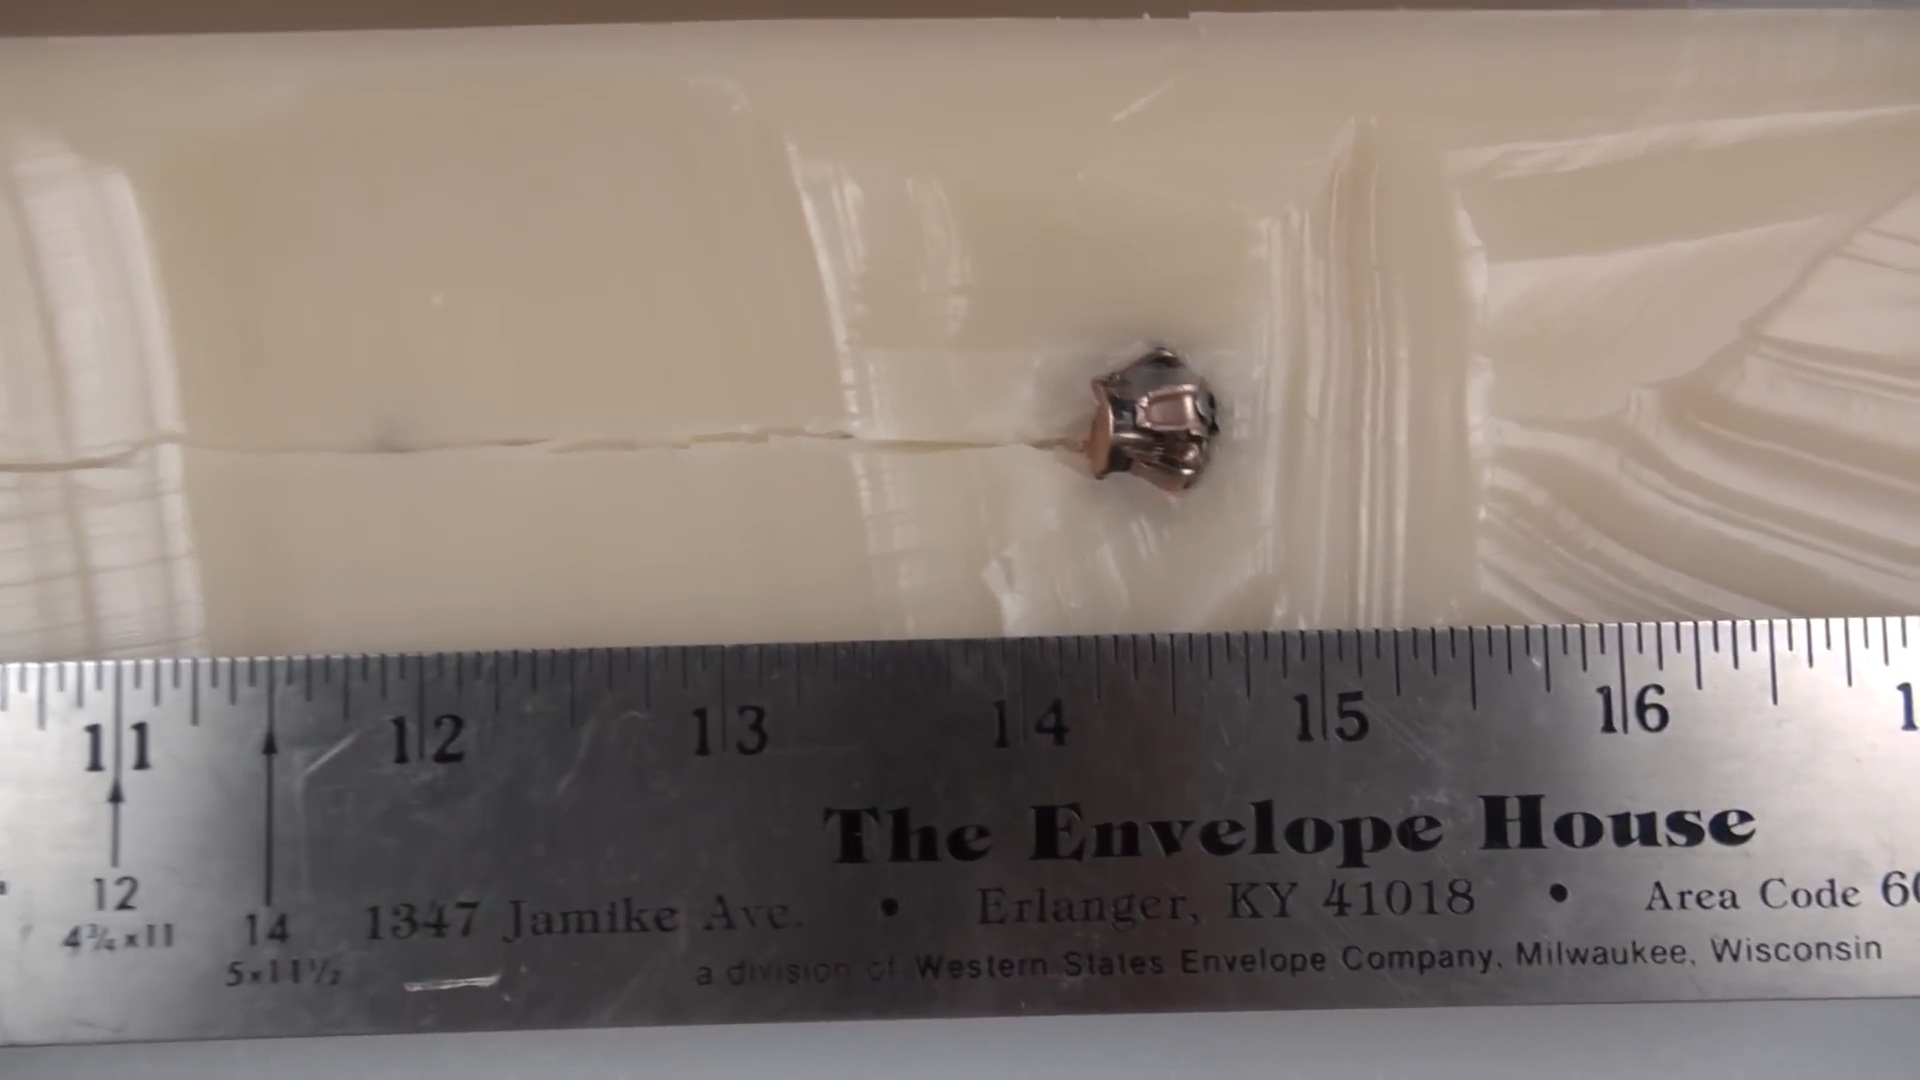 11 12 13 14 15 16
The Envelope House
12
4¾x11
14
5x11½
1347 Jamike Ave. • Erlanger, KY 41018 • Area Code
a division of Western States Envelope Company, Milwaukee, Wisconsin